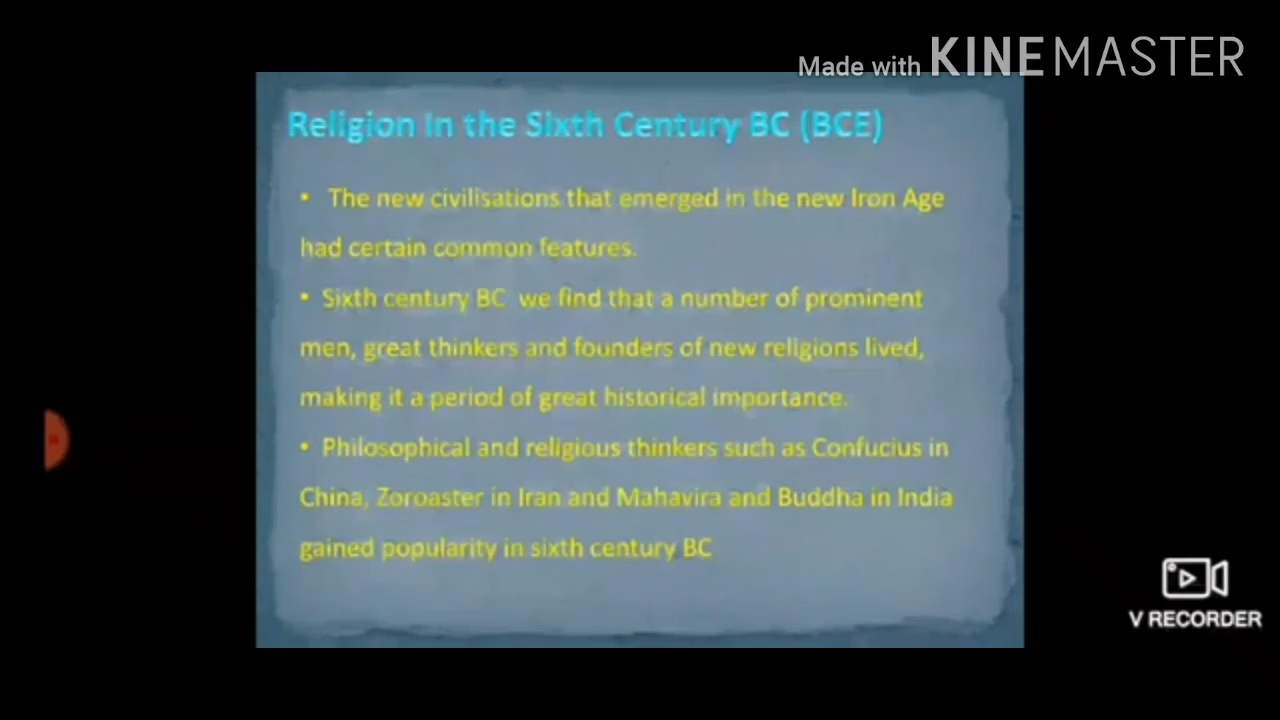 Made with KINEMASTER
Religion In the Sixth Century BC (BCE)
• The new civilisations that emerged in the new Iron Age
had certain common features.
• Sixth century BC we find that a number of prominent
men, great thinkers and founders of new religions lived,
making it a period of great historical importance.
• Philosophical and religious thinkers such as Confucius in
China, Zoroaster in Iran and Mahavira and Buddha in India
gained popularity in sixth century BC
V RECORDER